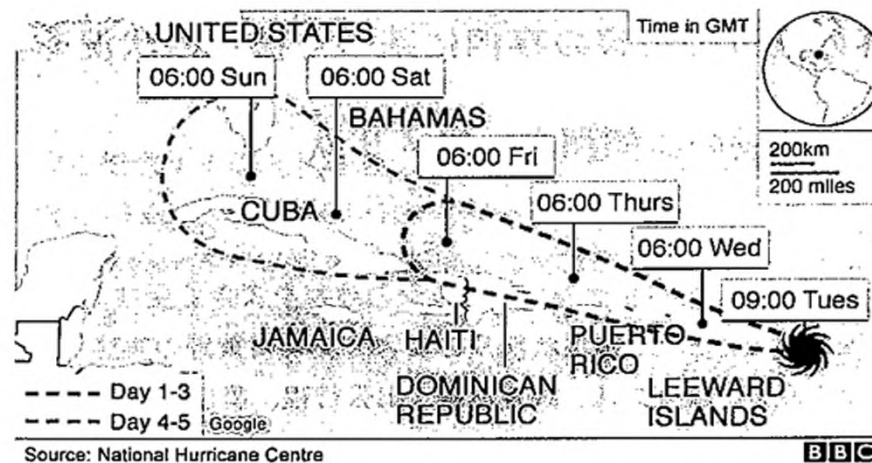 UNITED STATES
Time in GMT
06:00 Sun
06:00 Sat
BAHAMAS
06:00 Fri
200km
200 miles
CUBA
06:00 Thurs
06:00 Wed
09:00 Tues
JAMAICA
HAITI
PUERTO
RICO
DOMINICAN
REPUBLIC
LEEWARD
ISLANDS
Day 1-3
Day 4-5
Google
Source: National Hurricane Centre
BBC